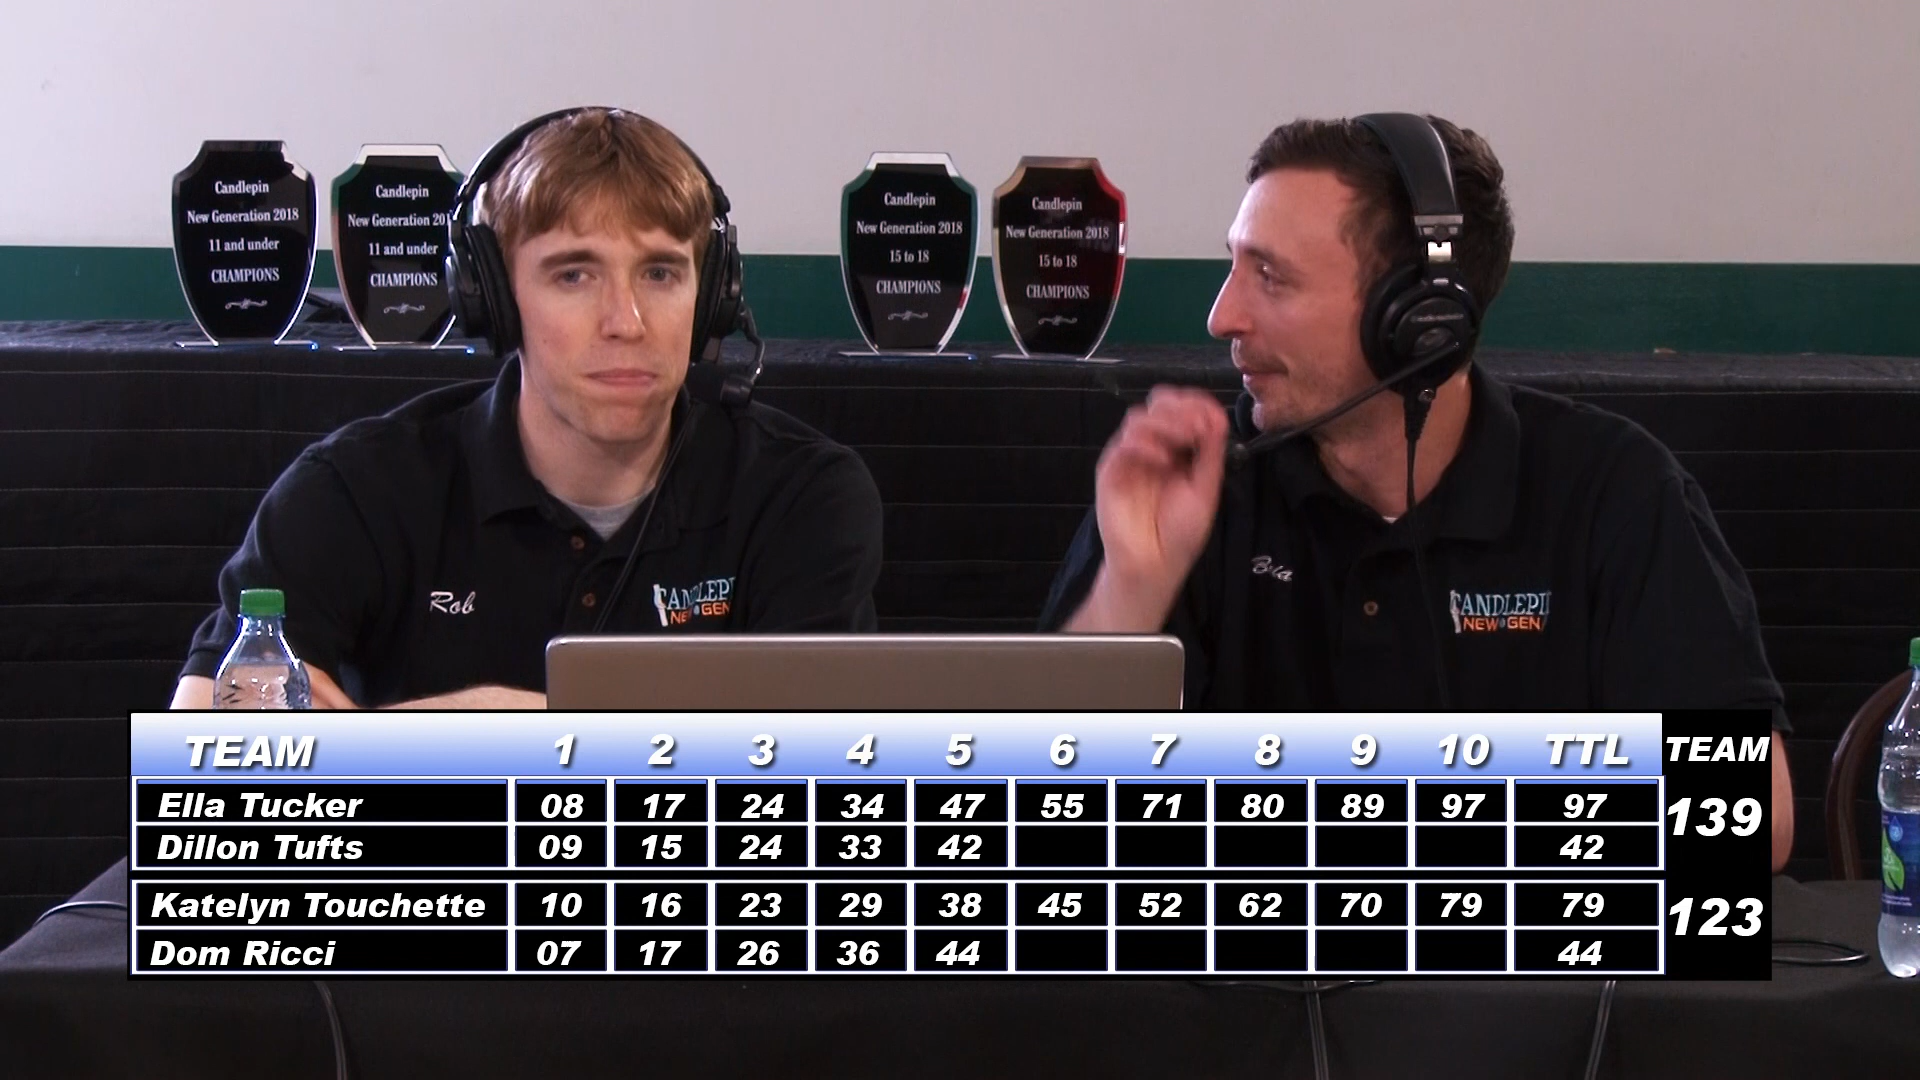 Candlepin
New Generation 2018
11 and under
CHAMPIONS
Candlepin
New Generation 201
11 and under
CHAMPIONS
Candlepin
New Generation 2018
15 to 18
CHAMPIONS
Candlepin
New Generation 2018
15 to 18
CHAMPIONS
Rob
CANDLEPI
NEW GEN
CANDLEPI
NEW GEN
TEAM 1 2 3 4 5 6 7 8 9 10 TTL TEAM
Ella Tucker 08 17 24 34 47 55 71 80 89 97 97 139
Dillon Tufts 09 15 24 33 42 42
Katelyn Touchette 10 16 23 29 38 45 52 62 70 79 79 123
Dom Ricci 07 17 26 36 44 44